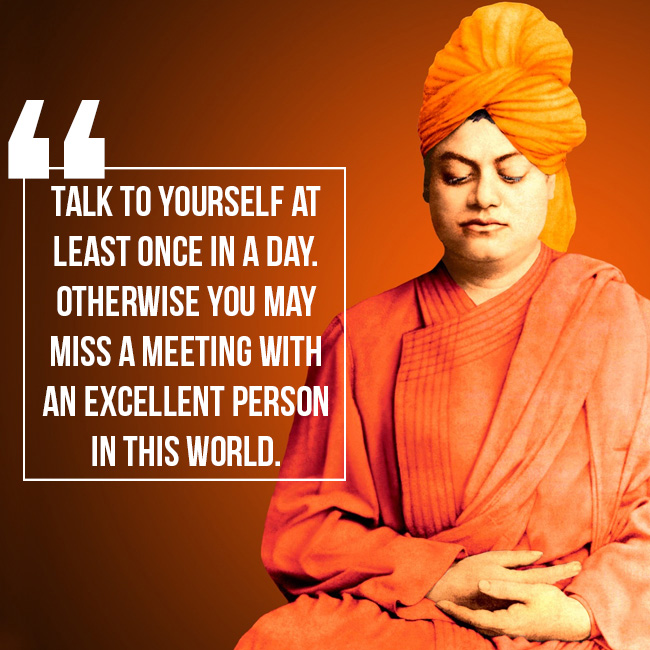 “
TALK TO YOURSELF AT
LEAST ONCE IN A DAY.
OTHERWISE YOU MAY
MISS A MEETING WITH
AN EXCELLENT PERSON
IN THIS WORLD.